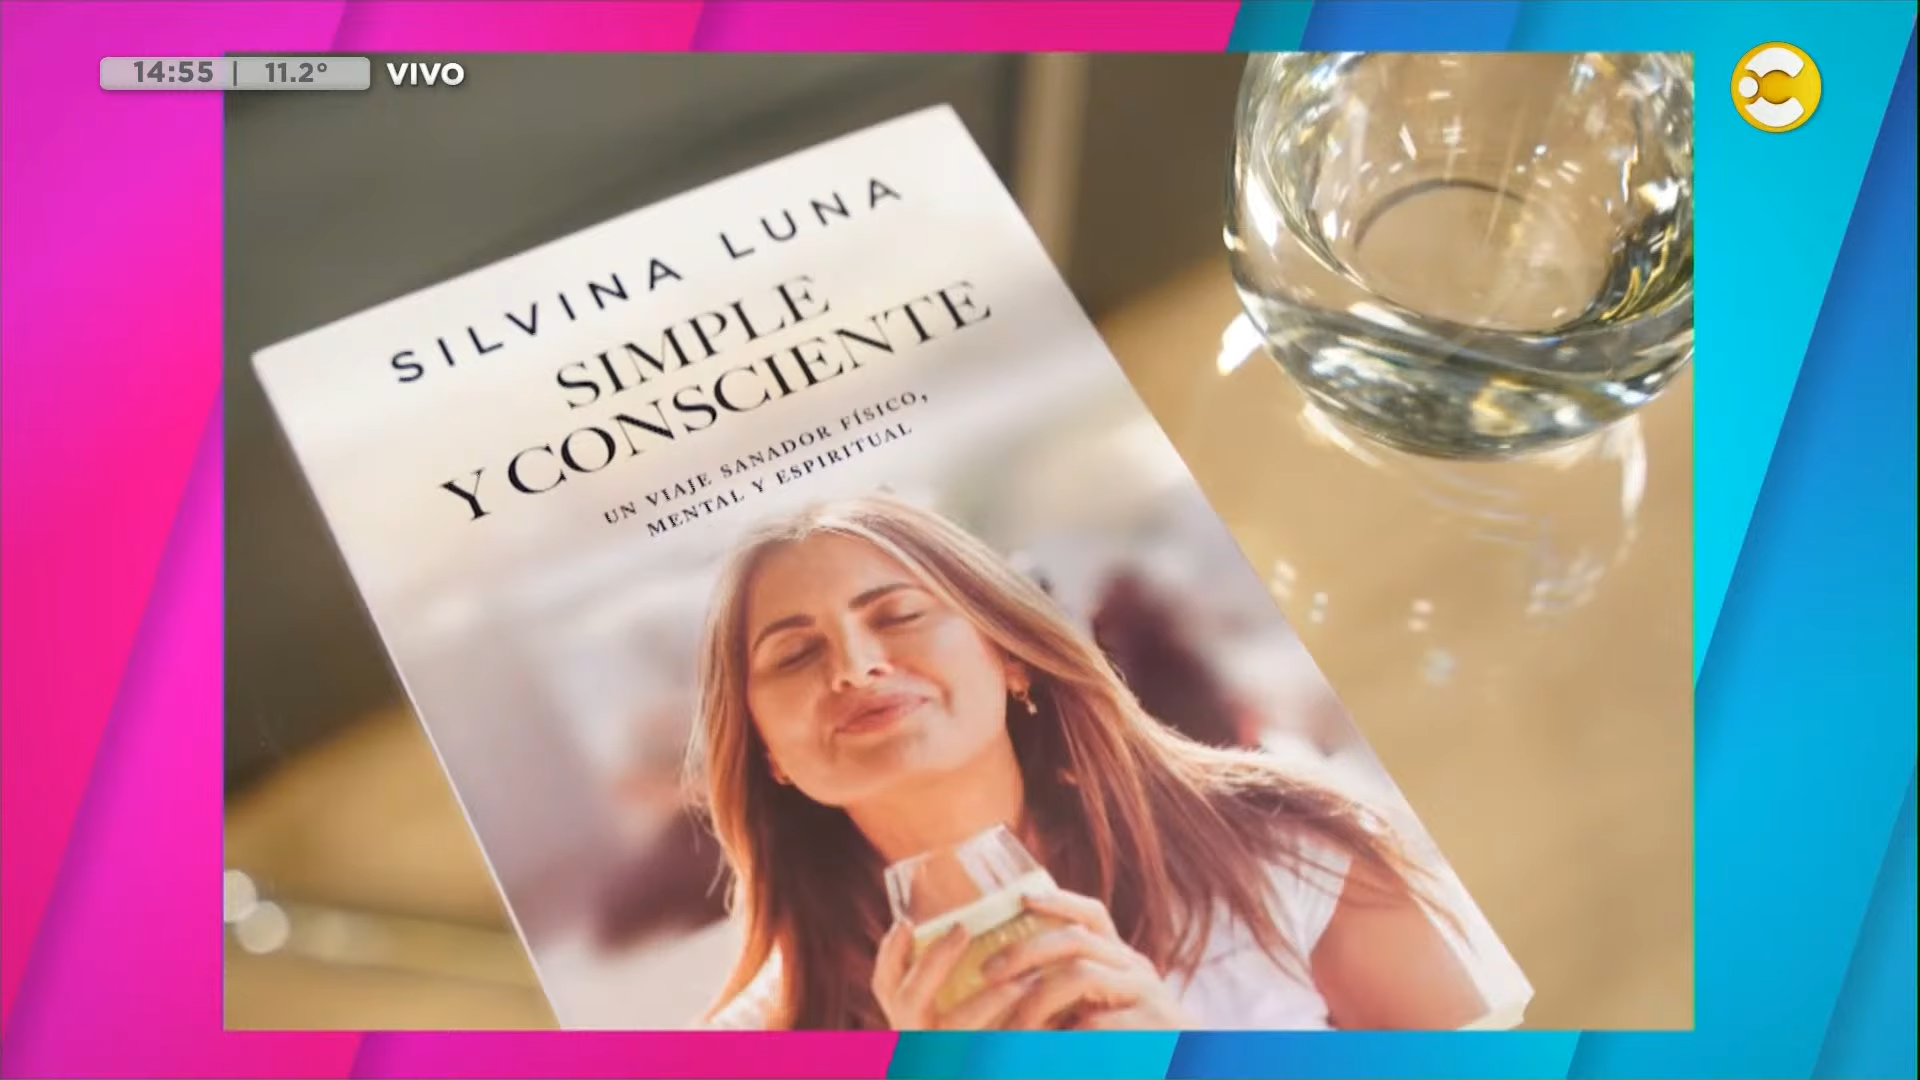 14:55 | 11.2° VIVO
SILVINA LUNA
SIMPLE
Y CONSCIENTE
UN VIAJE SANADOR FÍSICO,
MENTAL Y ESPIRITUAL